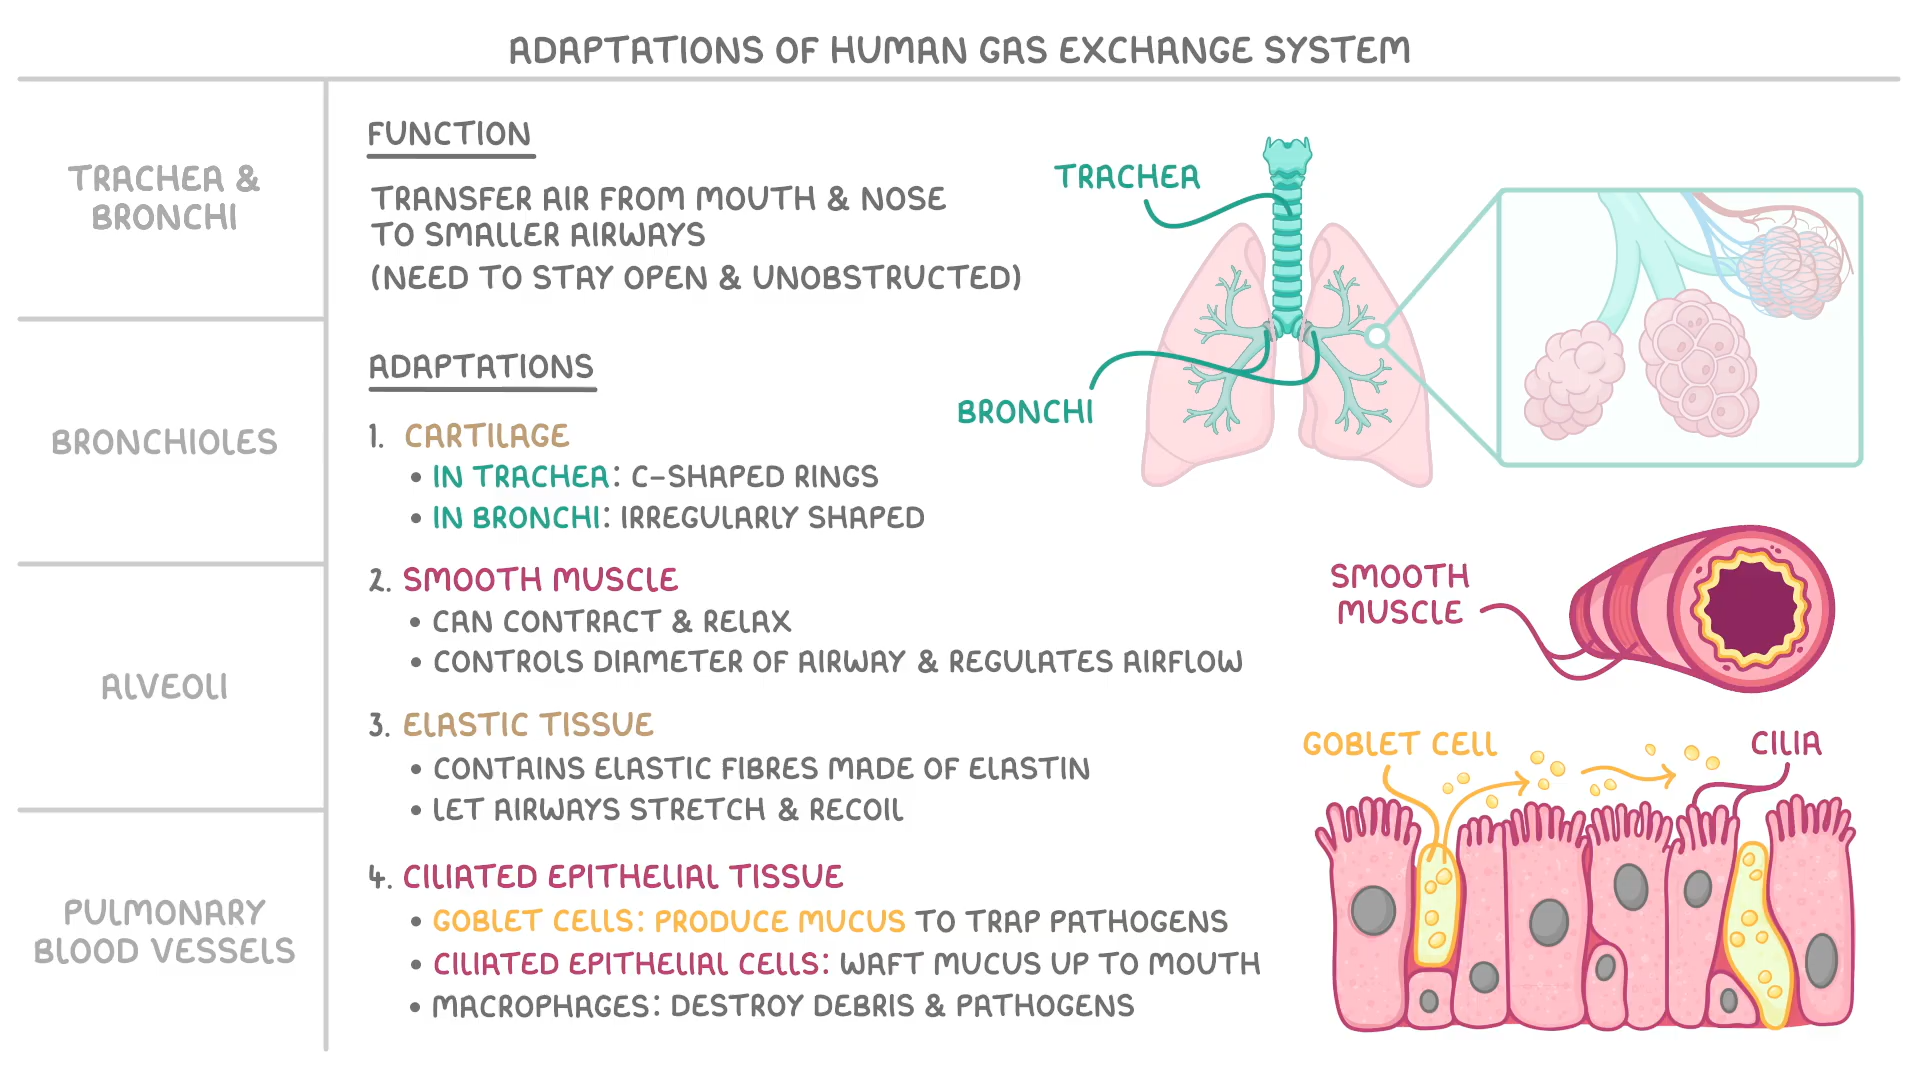 ADAPTATIONS OF HUMAN GAS EXCHANGE SYSTEM
TRACHEA &
BRONCHI
BRONCHIOLES
ALVEOLI
PULMONARY
BLOOD VESSELS
FUNCTION
TRANSFER AIR FROM MOUTH & NOSE
TO SMALLER AIRWAYS
(NEED TO STAY OPEN & UNOBSTRUCTED)
ADAPTATIONS
1. CARTILAGE
• IN TRACHEA: C-SHAPED RINGS
• IN BRONCHI: IRREGULARLY SHAPED
2. SMOOTH MUSCLE
• CAN CONTRACT & RELAX
• CONTROLS DIAMETER OF AIRWAY & REGULATES AIRFLOW
3. ELASTIC TISSUE
• CONTAINS ELASTIC FIBRES MADE OF ELASTIN
• LET AIRWAYS STRETCH & RECOIL
4. CILIATED EPITHELIAL TISSUE
• GOBLET CELLS: PRODUCE MUCUS TO TRAP PATHOGENS
• CILIATED EPITHELIAL CELLS: WAFT MUCUS UP TO MOUTH
• MACROPHAGES: DESTROY DEBRIS & PATHOGENS
TRACHEA
BRONCHI
SMOOTH
MUSCLE
GOBLET CELL
CILIA